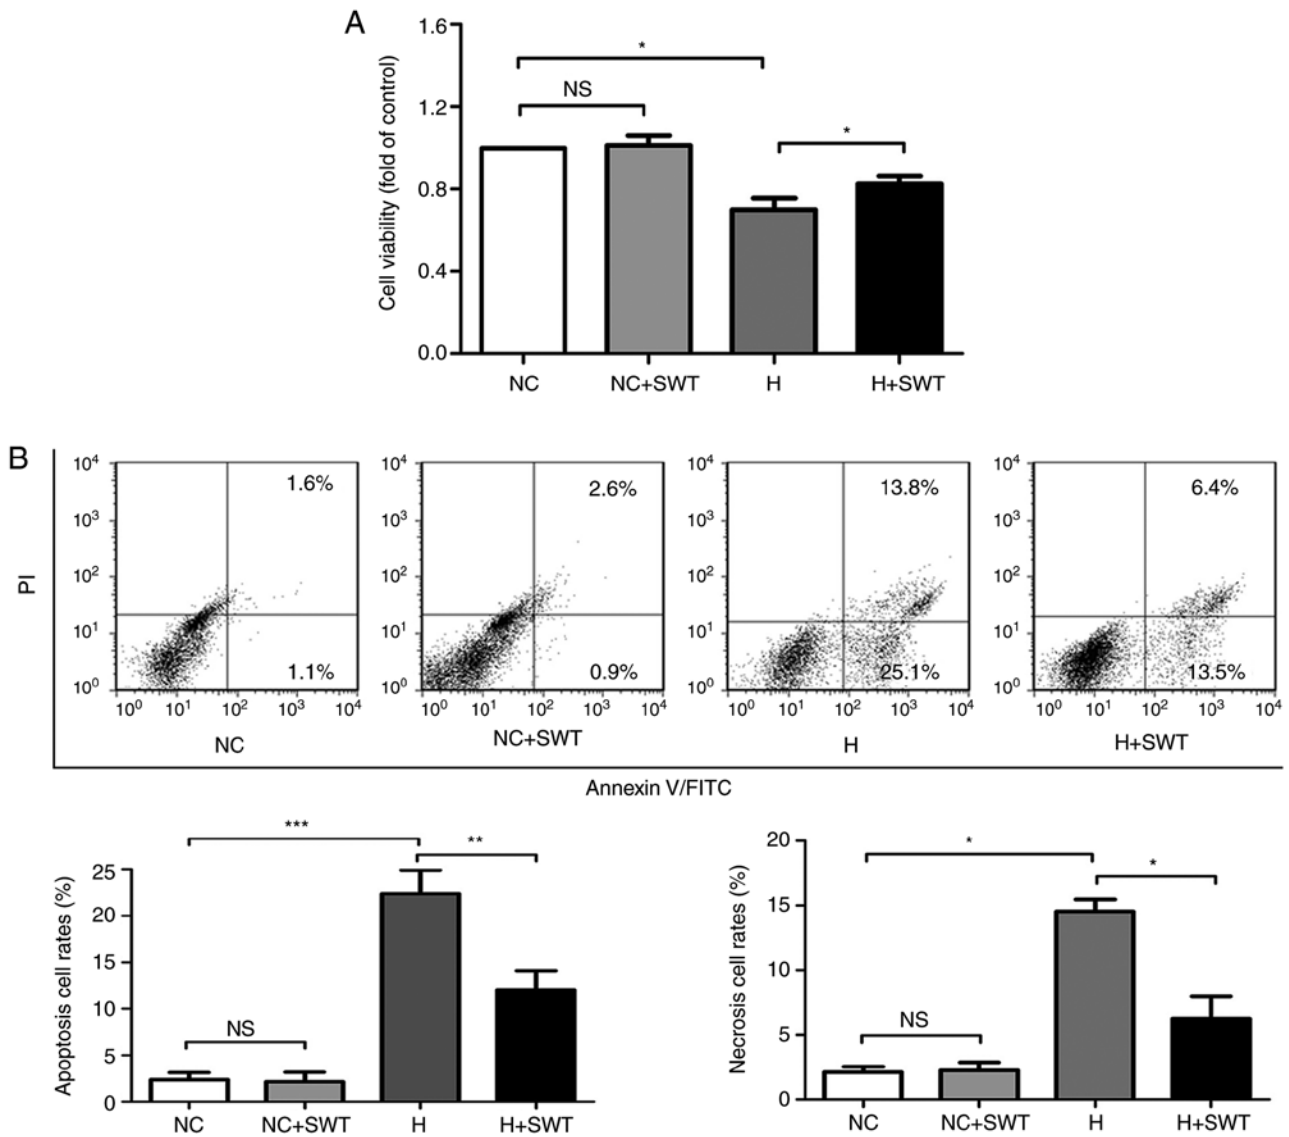 A
Cell viability (fold of control)
1.6
1.2
0.8
0.4
0.0
*
NS
*
NC NC+SWT H H+SWT
B
PI
10⁴ 10⁴ 10⁴ 10⁴
1.6% 2.6% 13.8% 6.4%
10³ 10³ 10³ 10³
10² 10² 10² 10²
10¹ 10¹ 10¹ 10¹
1.1% 0.9% 25.1% 13.5%
10⁰ 10⁰ 10⁰ 10⁰
10⁰ 10¹ 10² 10³ 10⁴ 10⁰ 10¹ 10² 10³ 10⁴ 10⁰ 10¹ 10² 10³ 10⁴ 10⁰ 10¹ 10² 10³ 10⁴
NC NC+SWT H H+SWT
Annexin V/FITC
Apoptosis cell rates (%)
25
20
15
10
5
0
***
**
NS
NC NC+SWT H H+SWT
Necrosis cell rates (%)
20
15
10
5
0
*
*
NS
NC NC+SWT H H+SWT